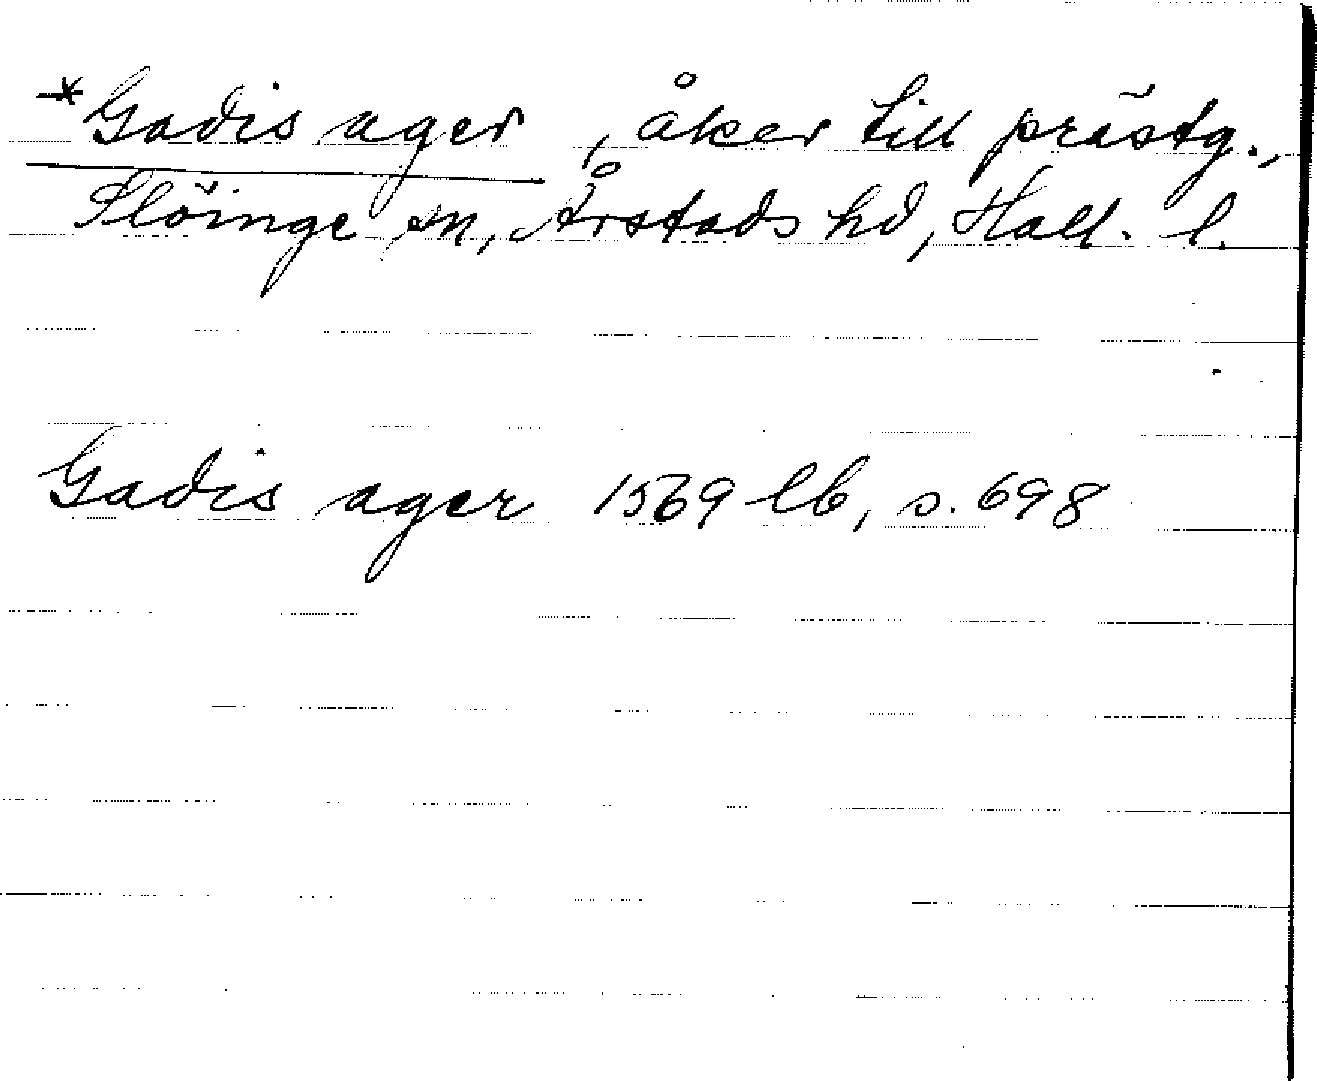 *Gadis ager, åker till prästg.,
Slöinge sn, Årstads hd, Hall. l.
Gadis ager 1569 lb, s. 698